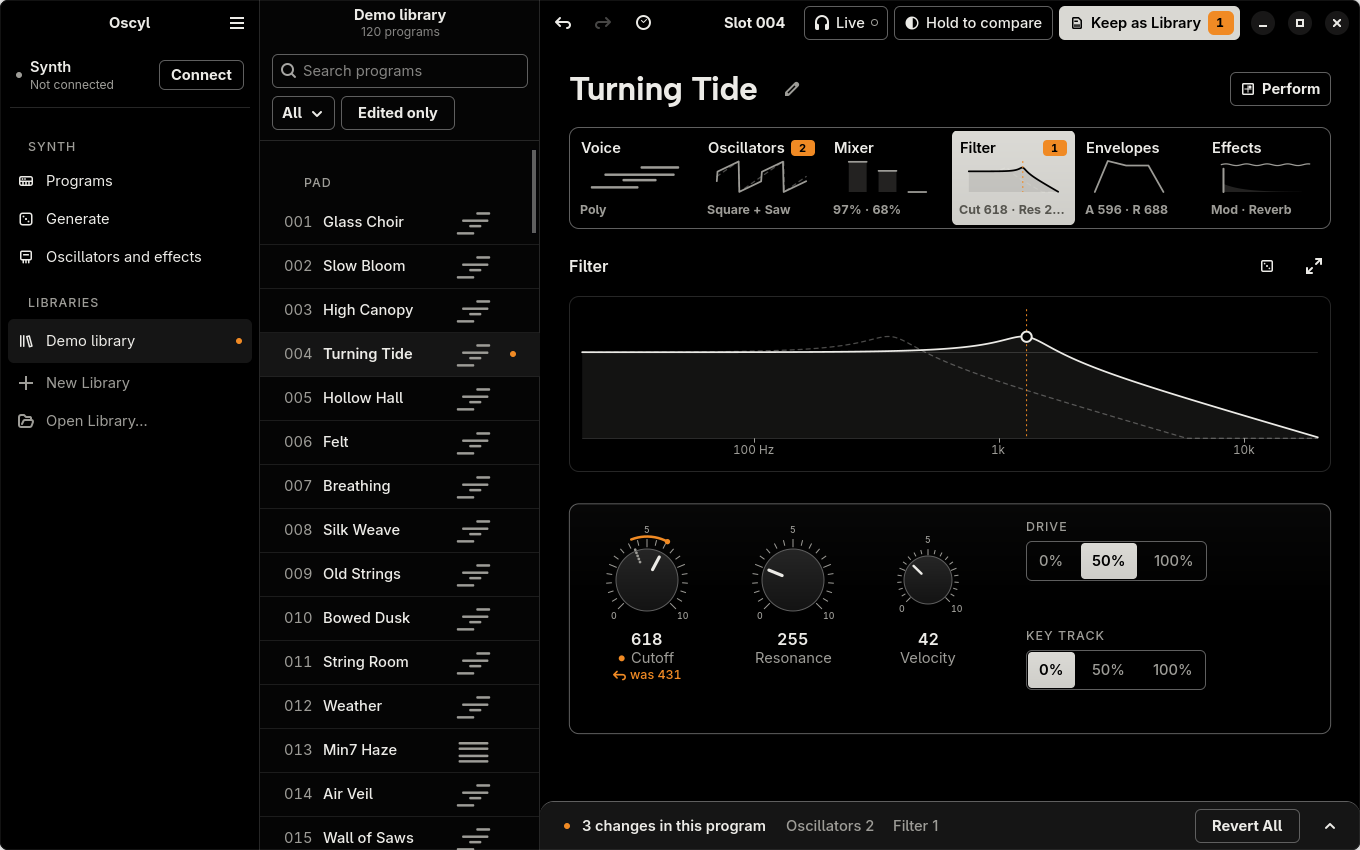 Oscyl
Synth
Not connected
Connect
SYNTH
Programs
Generate
Oscillators and effects
LIBRARIES
Demo library
New Library
Open Library…
Demo library
120 programs
Search programs
All
Edited only
PAD
001 Glass Choir
002 Slow Bloom
003 High Canopy
004 Turning Tide
005 Hollow Hall
006 Felt
007 Breathing
008 Silk Weave
009 Old Strings
010 Bowed Dusk
011 String Room
012 Weather
013 Min7 Haze
014 Air Veil
015 Wall of Saws
Slot 004
Live
Hold to compare
Keep as Library 1
Turning Tide
Perform
Voice
Poly
Oscillators 2
Square + Saw
Mixer
97% · 68%
Filter 1
Cut 618 · Res 2…
Envelopes
A 596 · R 688
Effects
Mod · Reverb
Filter
100 Hz 1k 10k
5
0 10
618
Cutoff
was 431
5
0 10
255
Resonance
5
0 10
42
Velocity
DRIVE
0% 50% 100%
KEY TRACK
0% 50% 100%
3 changes in this program Oscillators 2 Filter 1
Revert All